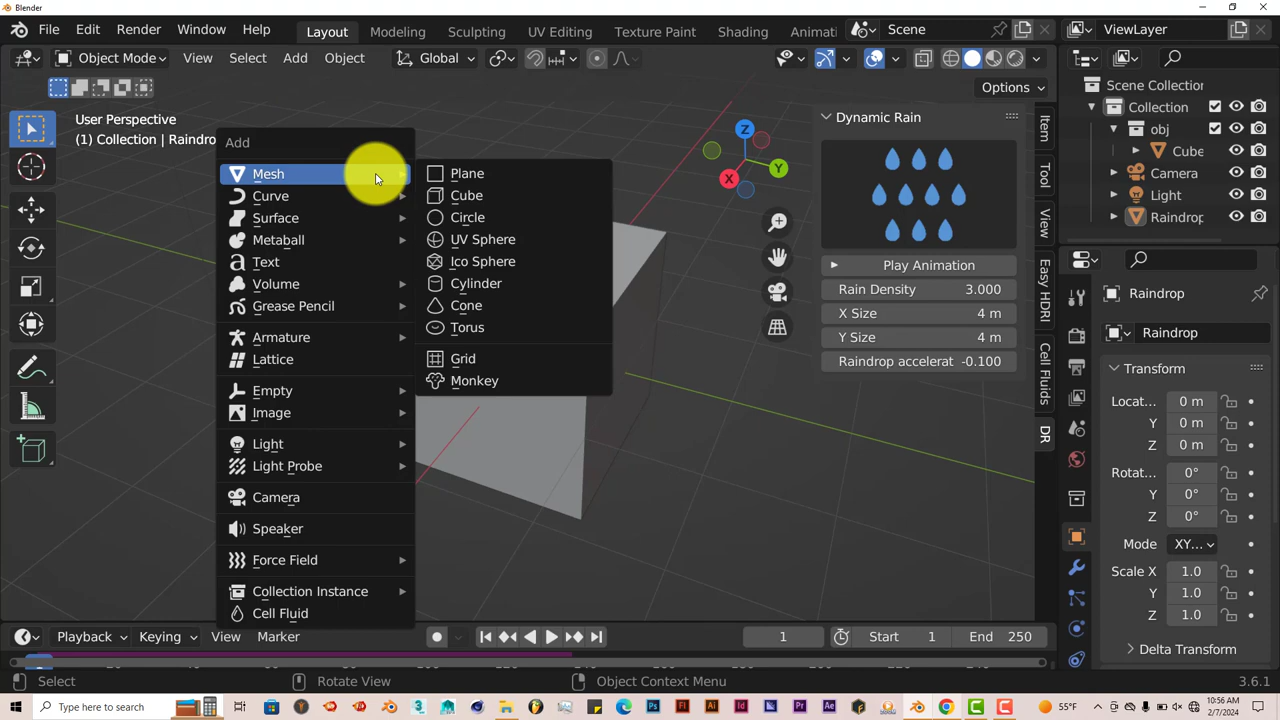 Blender
File Edit Render Window Help Layout Modeling Sculpting UV Editing Texture Paint Shading Animation Scene ViewLayer
Object Mode View Select Add Object Global
Options
User Perspective
(1) Collection | Raindro
Add
Mesh
Curve
Surface
Metaball
Text
Volume
Grease Pencil
Armature
Lattice
Empty
Image
Light
Light Probe
Camera
Speaker
Force Field
Collection Instance
Cell Fluid
Plane
Cube
Circle
UV Sphere
Ico Sphere
Cylinder
Cone
Torus
Grid
Monkey
Z
Y
X
Dynamic Rain
Play Animation
Rain Density 3.000
X Size 4 m
Y Size 4 m
Raindrop accelerat -0.100
Item
Tool
View
Easy HDRI
Cell Fluids
DR
Scene Collection
Collection
obj
Cube
Camera
Light
Raindrop
Raindrop
Raindrop
Transform
Locat... 0 m
Y 0 m
Z 0 m
Rotat... 0°
Y 0°
Z 0°
Mode XY...
Scale X 1.0
Y 1.0
Z 1.0
Delta Transform
Playback Keying View Marker 1 Start 1 End 250
Select Rotate View Object Context Menu 3.6.1
Type here to search 55°F 10:56 AM
2/7/2024